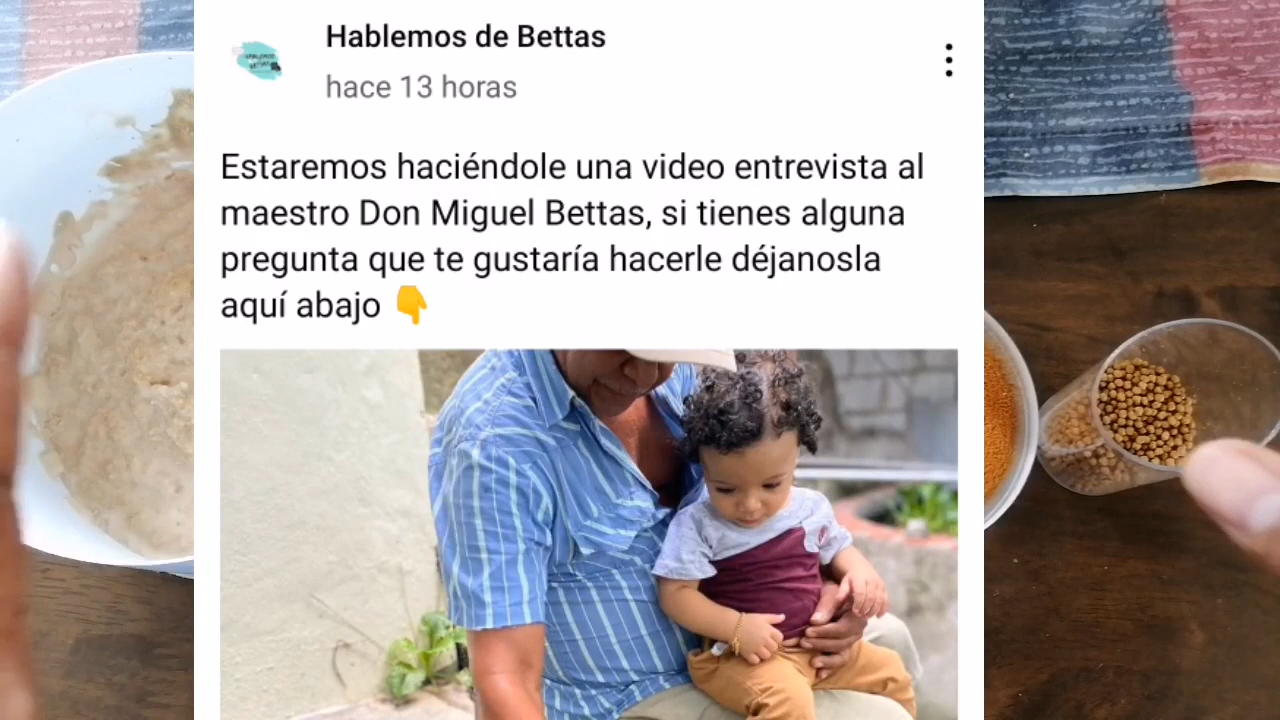 Hablemos de Bettas
hace 13 horas
Estaremos haciéndole una video entrevista al
maestro Don Miguel Bettas, si tienes alguna
pregunta que te gustaría hacerle déjanosla
aquí abajo 👇